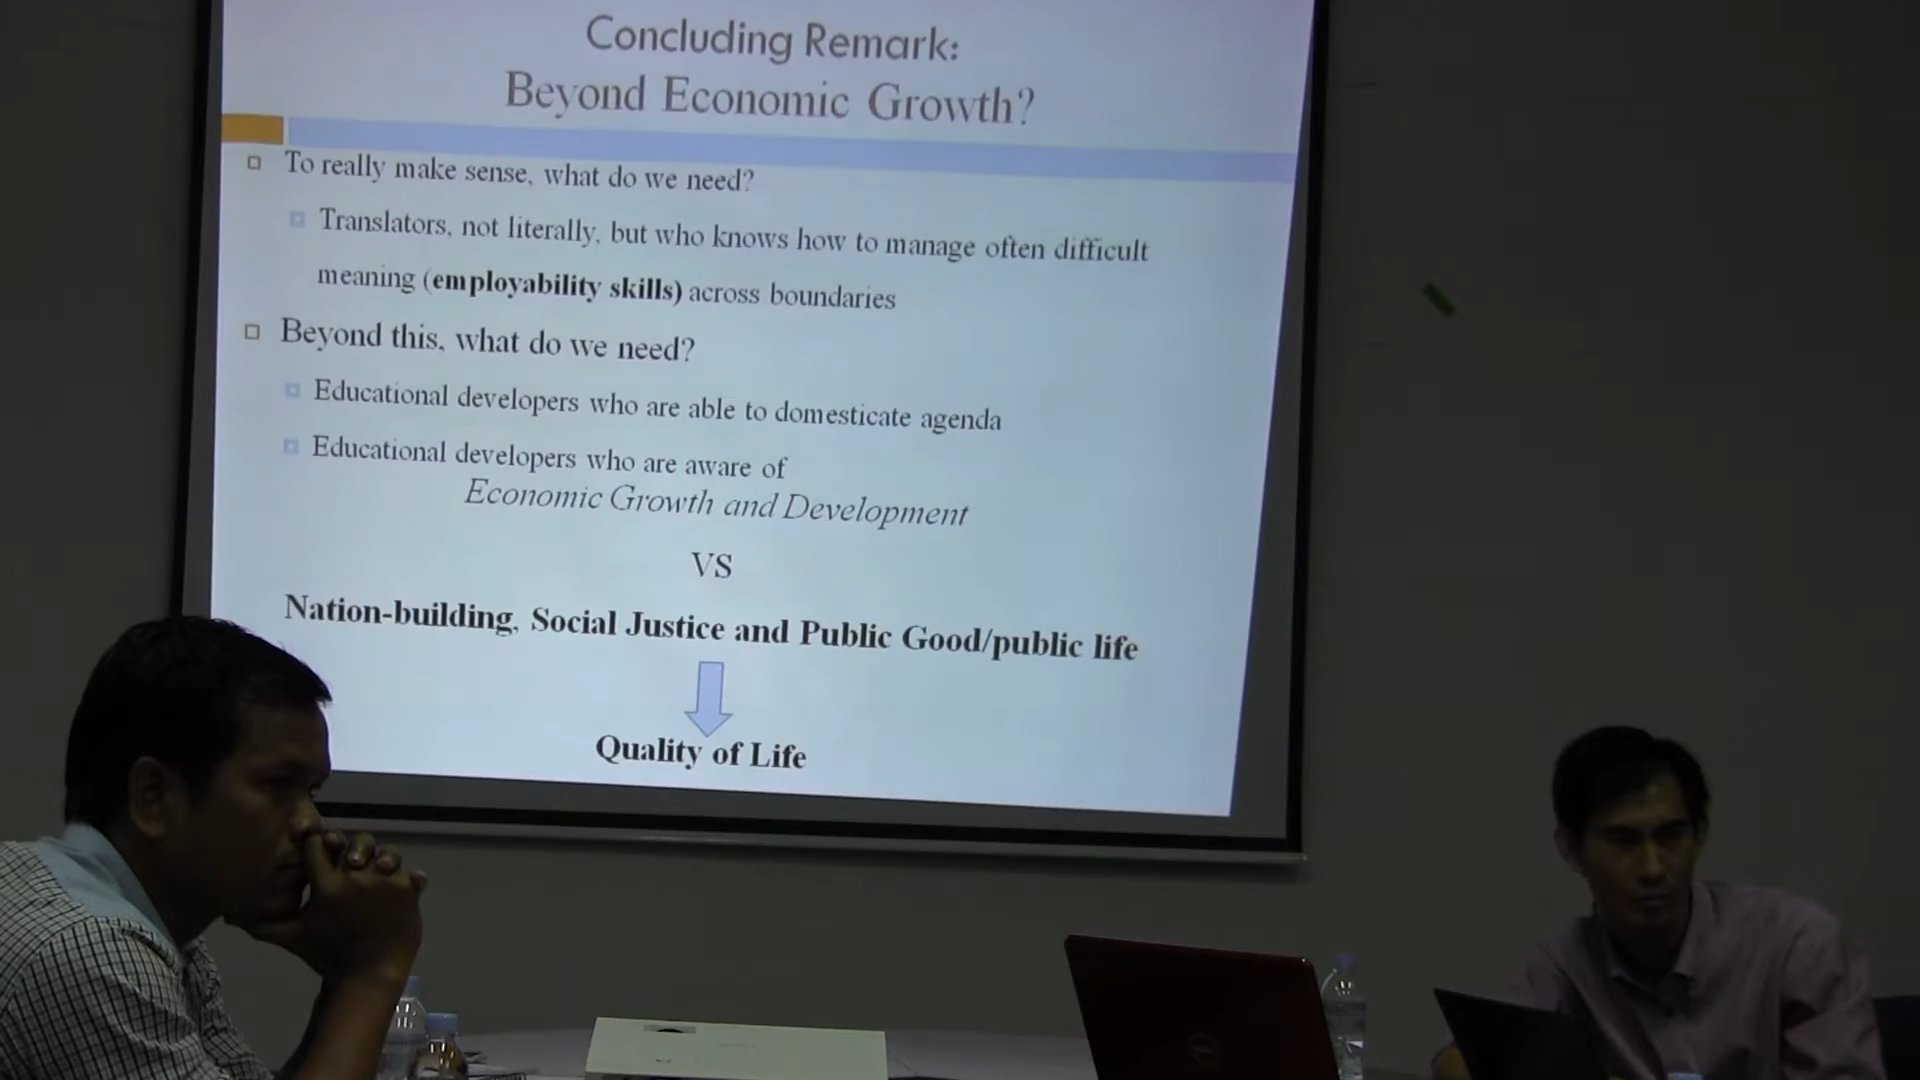 Concluding Remark:
Beyond Economic Growth?
To really make sense, what do we need?
Translators, not literally, but who knows how to manage often difficult
meaning (employability skills) across boundaries
Beyond this, what do we need?
Educational developers who are able to domesticate agenda
Educational developers who are aware of
Economic Growth and Development
VS
Nation-building, Social Justice and Public Good/public life
Quality of Life